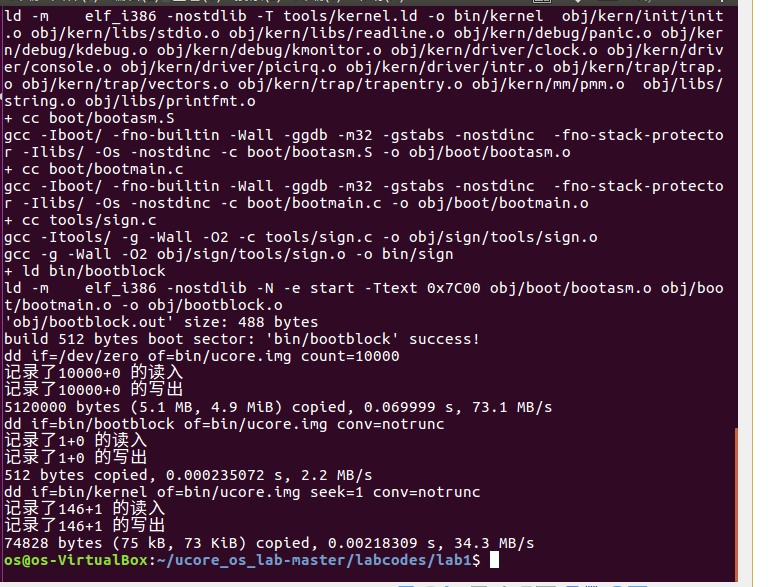 ld -m    elf_i386 -nostdlib -T tools/kernel.ld -o bin/kernel  obj/kern/init/init
.o obj/kern/libs/stdio.o obj/kern/libs/readline.o obj/kern/debug/panic.o obj/ker
n/debug/kdebug.o obj/kern/debug/kmonitor.o obj/kern/driver/clock.o obj/kern/driv
er/console.o obj/kern/driver/picirq.o obj/kern/driver/intr.o obj/kern/trap/trap.
o obj/kern/trap/vectors.o obj/kern/trap/trapentry.o obj/kern/mm/pmm.o  obj/libs/
string.o obj/libs/printfmt.o
+ cc boot/bootasm.S
gcc -Iboot/ -fno-builtin -Wall -ggdb -m32 -gstabs -nostdinc  -fno-stack-protecto
r -Ilibs/ -Os -nostdinc -c boot/bootasm.S -o obj/boot/bootasm.o
+ cc boot/bootmain.c
gcc -Iboot/ -fno-builtin -Wall -ggdb -m32 -gstabs -nostdinc  -fno-stack-protecto
r -Ilibs/ -Os -nostdinc -c boot/bootmain.c -o obj/boot/bootmain.o
+ cc tools/sign.c
gcc -Itools/ -g -Wall -O2 -c tools/sign.c -o obj/sign/tools/sign.o
gcc -g -Wall -O2 obj/sign/tools/sign.o -o bin/sign
+ ld bin/bootblock
ld -m    elf_i386 -nostdlib -N -e start -Ttext 0x7C00 obj/boot/bootasm.o obj/boo
t/bootmain.o -o obj/bootblock.o
'obj/bootblock.out' size: 488 bytes
build 512 bytes boot sector: 'bin/bootblock' success!
dd if=/dev/zero of=bin/ucore.img count=10000
记录了10000+0 的读入
记录了10000+0 的写出
5120000 bytes (5.1 MB, 4.9 MiB) copied, 0.069999 s, 73.1 MB/s
dd if=bin/bootblock of=bin/ucore.img conv=notrunc
记录了1+0 的读入
记录了1+0 的写出
512 bytes copied, 0.000235072 s, 2.2 MB/s
dd if=bin/kernel of=bin/ucore.img seek=1 conv=notrunc
记录了146+1 的读入
记录了146+1 的写出
74828 bytes (75 kB, 73 KiB) copied, 0.00218309 s, 34.3 MB/s
os@os-VirtualBox:~/ucore_os_lab-master/labcodes/lab1$